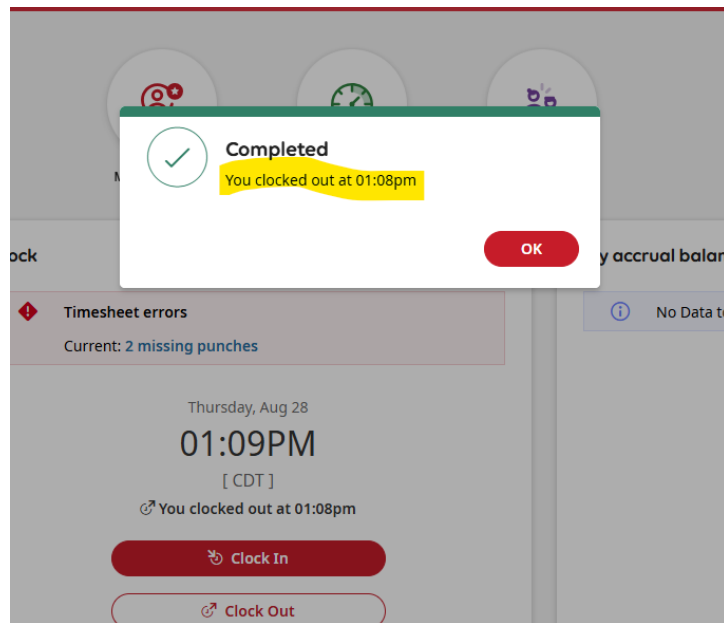 Completed
You clocked out at 01:08pm
OK
ock
y accrual balan
Timesheet errors
Current: 2 missing punches
No Data t
Thursday, Aug 28
01:09PM
[ CDT ]
You clocked out at 01:08pm
Clock In
Clock Out